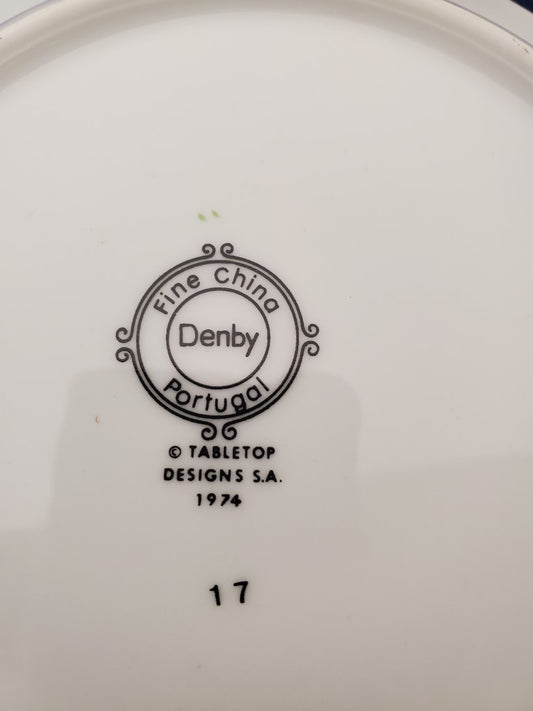 Fine China
Denby
Portugal
© TABLETOP
DESIGNS S.A.
1974
17